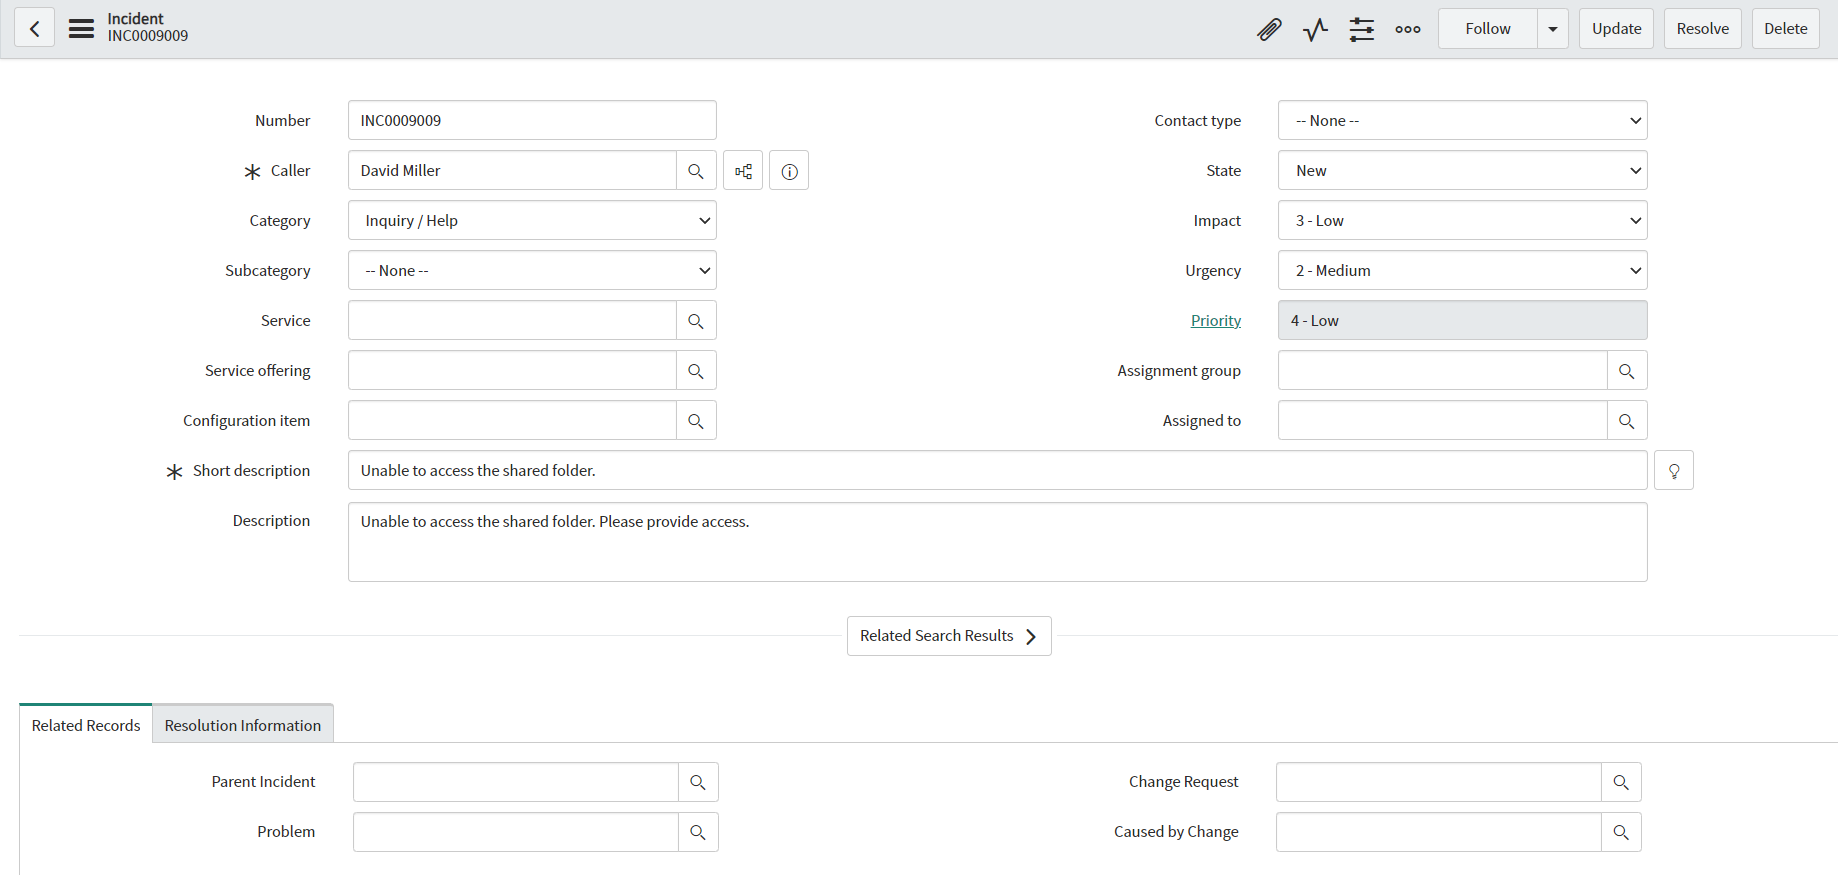 Incident
INC0009009
Follow
Update
Resolve
Delete
Number
INC0009009
Contact type
-- None --
Caller
David Miller
State
New
Category
Inquiry / Help
Impact
3 - Low
Subcategory
-- None --
Urgency
2 - Medium
Service
Priority
4 - Low
Service offering
Assignment group
Configuration item
Assigned to
Short description
Unable to access the shared folder.
Description
Unable to access the shared folder. Please provide access.
Related Search Results
Related Records
Resolution Information
Parent Incident
Change Request
Problem
Caused by Change